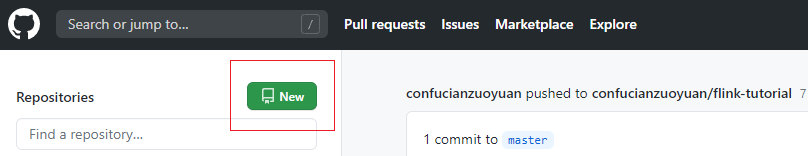 Search or jump to... / Pull requests Issues Marketplace Explore
Repositories New
Find a repository...
confucianzuoyuan pushed to confucianzuoyuan/flink-tutorial 7
1 commit to master